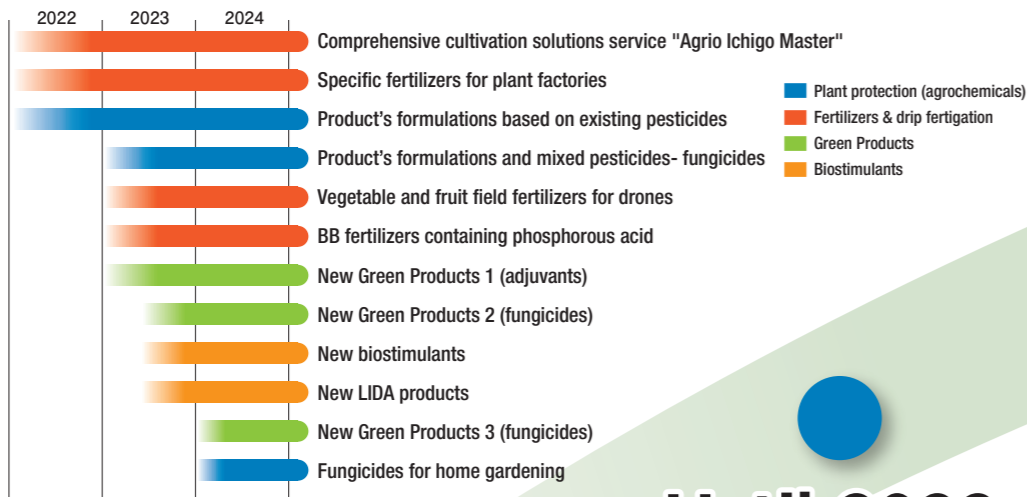 2022 2023 2024
Comprehensive cultivation solutions service "Agrio Ichigo Master"
Specific fertilizers for plant factories
Product's formulations based on existing pesticides
Product's formulations and mixed pesticides- fungicides
Vegetable and fruit field fertilizers for drones
BB fertilizers containing phosphorous acid
New Green Products 1 (adjuvants)
New Green Products 2 (fungicides)
New biostimulants
New LIDA products
New Green Products 3 (fungicides)
Fungicides for home gardening
Plant protection (agrochemicals)
Fertilizers & drip fertigation
Green Products
Biostimulants